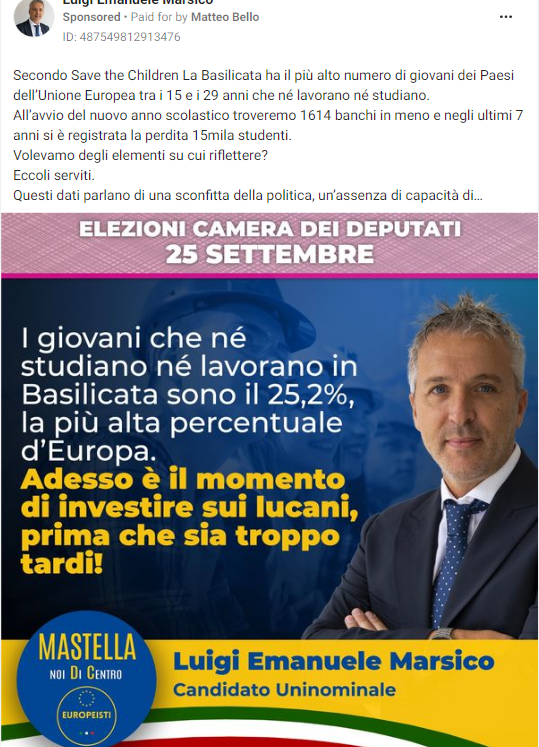 Luigi Emanuele Marsico
Sponsored • Paid for by Matteo Bello
ID: 487549812913476
Secondo Save the Children La Basilicata ha il più alto numero di giovani dei Paesi
dell'Unione Europea tra i 15 e i 29 anni che né lavorano né studiano.
All'avvio del nuovo anno scolastico troveremo 1614 banchi in meno e negli ultimi 7
anni si è registrata la perdita 15mila studenti.
Volevamo degli elementi su cui riflettere?
Eccoli serviti.
Questi dati parlano di una sconfitta della politica, un'assenza di capacità di...
ELEZIONI CAMERA DEI DEPUTATI
25 SETTEMBRE
I giovani che né
studiano né lavorano in
Basilicata sono il 25,2%,
la più alta percentuale
d'Europa.
Adesso è il momento
di investire sui lucani,
prima che sia troppo
tardi!
MASTELLA
NOI DI CENTRO
EUROPEISTI
Luigi Emanuele Marsico
Candidato Uninominale